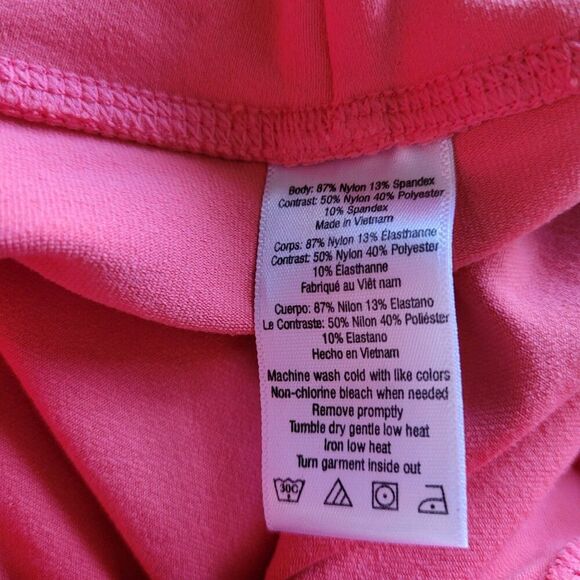 Body: 87% Nylon 13% Spandex
Contrast: 50% Nylon 40% Polyester
10% Spandex
Made in Vietnam
Corps: 87% Nylon 13% Élasthanne
Contrast: 50% Nylon 40% Polyester
10% Élasthanne
Fabriqué au Viêt nam
Cuerpo: 87% Nilon 13% Elastano
Le Contraste: 50% Nilon 40% Poliéster
10% Elastano
Hecho en Vietnam
Machine wash cold with like colors
Non-chlorine bleach when needed
Remove promptly
Tumble dry gentle low heat
Iron low heat
Turn garment inside out
30C